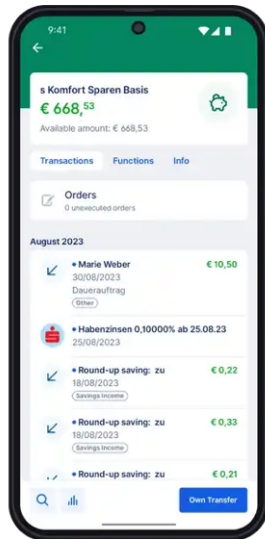 9:41
s Komfort Sparen Basis
€ 668,53
Available amount: € 668,53
Transactions Functions Info
Orders
0 unexecuted orders
August 2023
• Marie Weber € 10,50
30/08/2023
Dauerauftrag
Other
• Habenzinsen 0,10000% ab 25.08.23
25/08/2023
• Round-up saving: zu € 0,22
18/08/2023
Savings Income
• Round-up saving: zu € 0,33
18/08/2023
Savings Income
• Round-up saving: zu € 0,21
Own Transfer